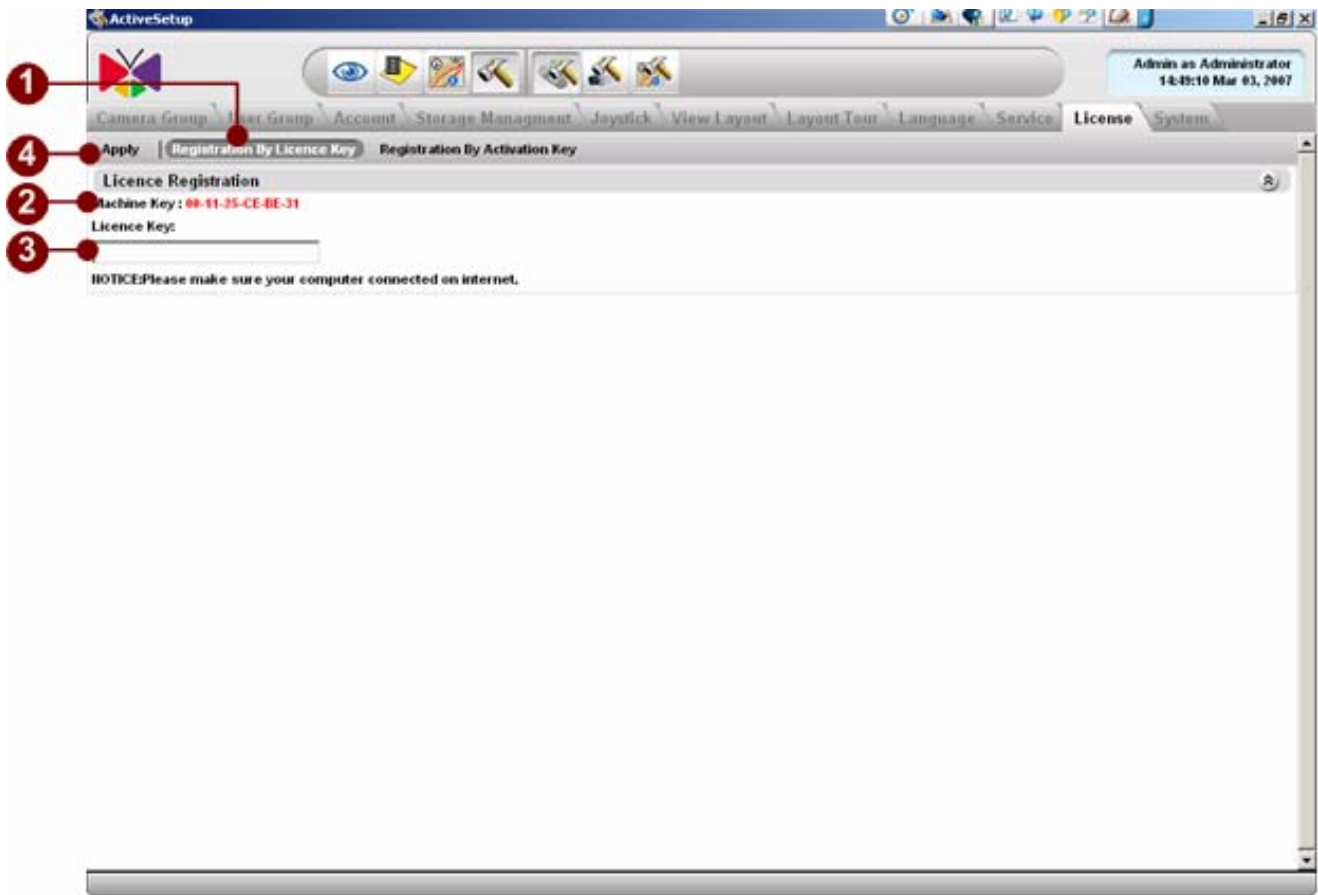 ActiveSetup
Admin as Administrator
14:49:10 Mar 03, 2007
Camera Group User Group Account Storage Managment Joystick View Layout Layout Tour Language Service License System
1
4
Apply | Registration By Licence Key Registration By Activation Key
Licence Registration
2
Machine Key : 00-11-25-CE-BE-31
Licence Key:
3
NOTICE:Please make sure your computer connected on internet.